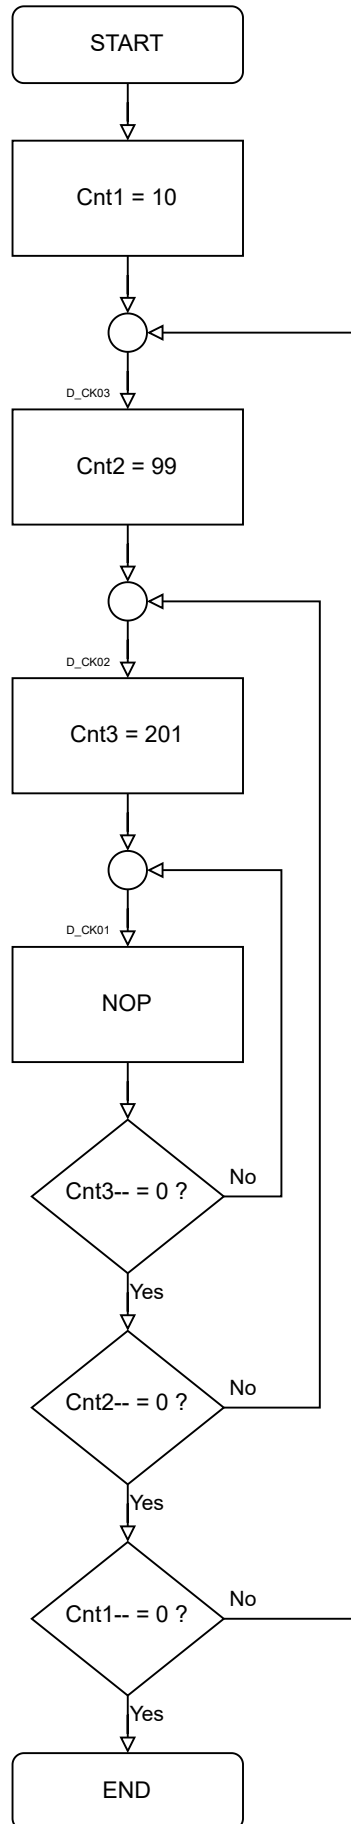 START
Cnt1 = 10
D_CK03
Cnt2 = 99
D_CK02
Cnt3 = 201
D_CK01
NOP
Cnt3-- = 0 ?
No
Yes
Cnt2-- = 0 ?
No
Yes
Cnt1-- = 0 ?
No
Yes
END